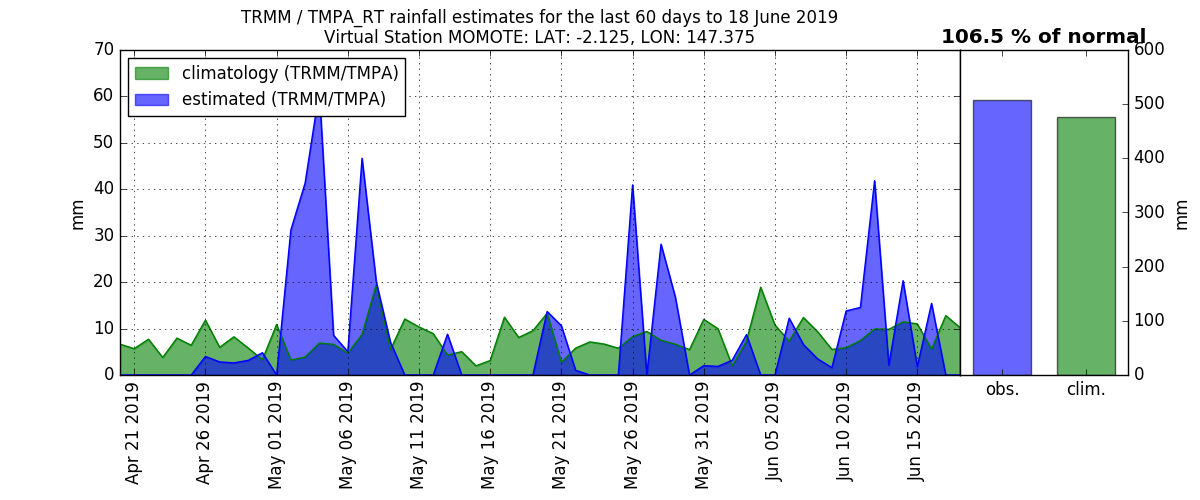 TRMM / TMPA_RT rainfall estimates for the last 60 days to 18 June 2019
Virtual Station MOMOTE: LAT: -2.125, LON: 147.375
106.5 % of normal
climatology (TRMM/TMPA)
estimated (TRMM/TMPA)
mm
70
60
50
40
30
20
10
0
Apr 21 2019
Apr 26 2019
May 01 2019
May 06 2019
May 11 2019
May 16 2019
May 21 2019
May 26 2019
May 31 2019
Jun 05 2019
Jun 10 2019
Jun 15 2019
obs.
clim.
600
500
400
300
200
100
0
mm